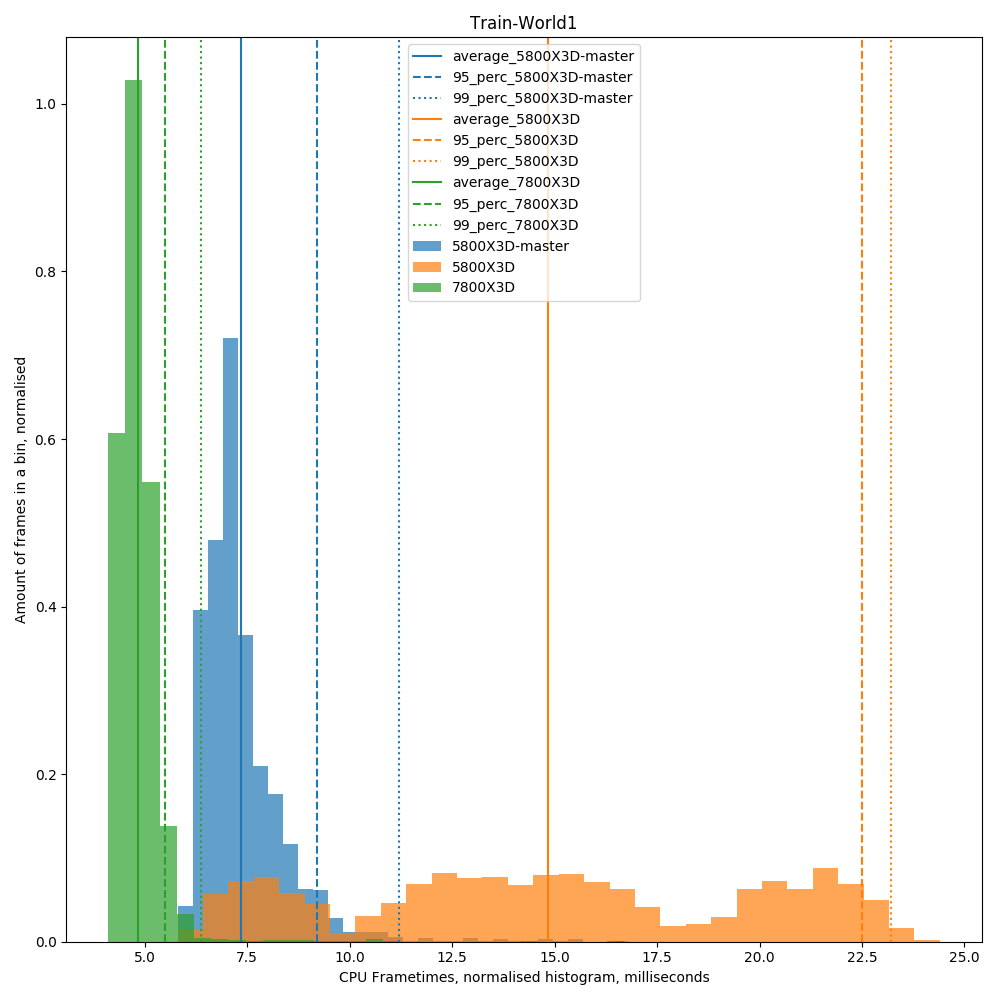 Train-World1
average_5800X3D-master
95_perc_5800X3D-master
99_perc_5800X3D-master
average_5800X3D
95_perc_5800X3D
99_perc_5800X3D
average_7800X3D
95_perc_7800X3D
99_perc_7800X3D
5800X3D-master
5800X3D
7800X3D
Amount of frames in a bin, normalised
1.0
0.8
0.6
0.4
0.2
0.0
5.0 7.5 10.0 12.5 15.0 17.5 20.0 22.5 25.0
CPU Frametimes, normalised histogram, milliseconds